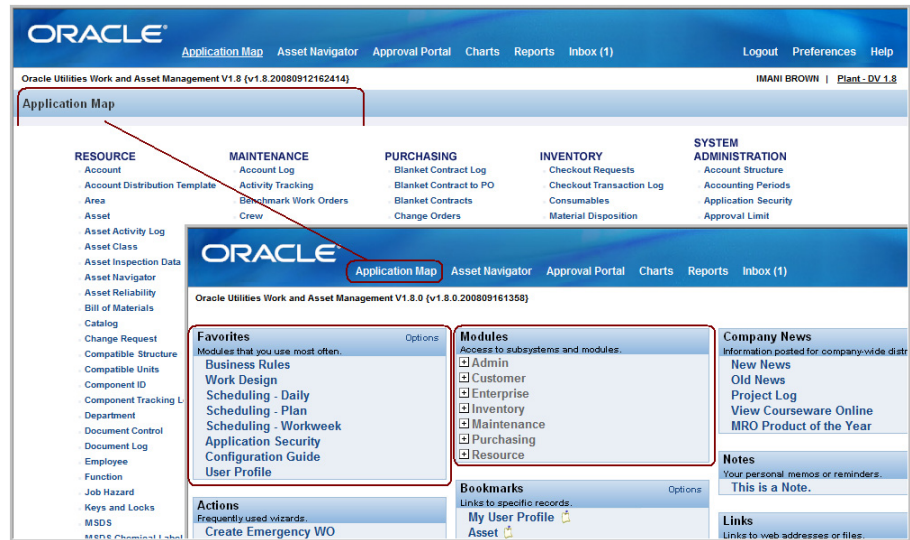 ORACLE®
Application Map Asset Navigator Approval Portal Charts Reports Inbox (1) Logout Preferences Help
Oracle Utilities Work and Asset Management V1.8 {v1.8.20080912162414} IMANI BROWN | Plant - DV 1.8
Application Map
RESOURCE
Account
Account Distribution Template
Area
Asset
Asset Activity Log
Asset Class
Asset Inspection Data
Asset Navigator
Asset Reliability
Bill of Materials
Catalog
Change Request
Compatible Structure
Compatible Units
Component ID
Component Tracking L
Department
Document Control
Document Log
Employee
Function
Job Hazard
Keys and Locks
MSDS
MSDS Chemical Label
MAINTENANCE
Account Log
Activity Tracking
Benchmark Work Orders
Crew
PURCHASING
Blanket Contract Log
Blanket Contract to PO
Blanket Contracts
Change Orders
INVENTORY
Checkout Requests
Checkout Transaction Log
Consumables
Material Disposition
SYSTEM
ADMINISTRATION
Account Structure
Accounting Periods
Application Security
Approval Limit
ORACLE
Application Map Asset Navigator Approval Portal Charts Reports Inbox (1)
Oracle Utilities Work and Asset Management V1.8.0 {v1.8.0.200809161358}
Favorites Options
Modules that you use most often.
Business Rules
Work Design
Scheduling - Daily
Scheduling - Plan
Scheduling - Workweek
Application Security
Configuration Guide
User Profile
Actions
Frequently used wizards.
Create Emergency WO
Modules
Access to subsystems and modules.
Admin
Customer
Enterprise
Inventory
Maintenance
Purchasing
Resource
Bookmarks Options
Links to specific records.
My User Profile
Asset
Company News
Information posted for company-wide distr
New News
Old News
Project Log
View Courseware Online
MRO Product of the Year
Notes
Your personal memos or reminders.
This is a Note.
Links
Links to web addresses or files.